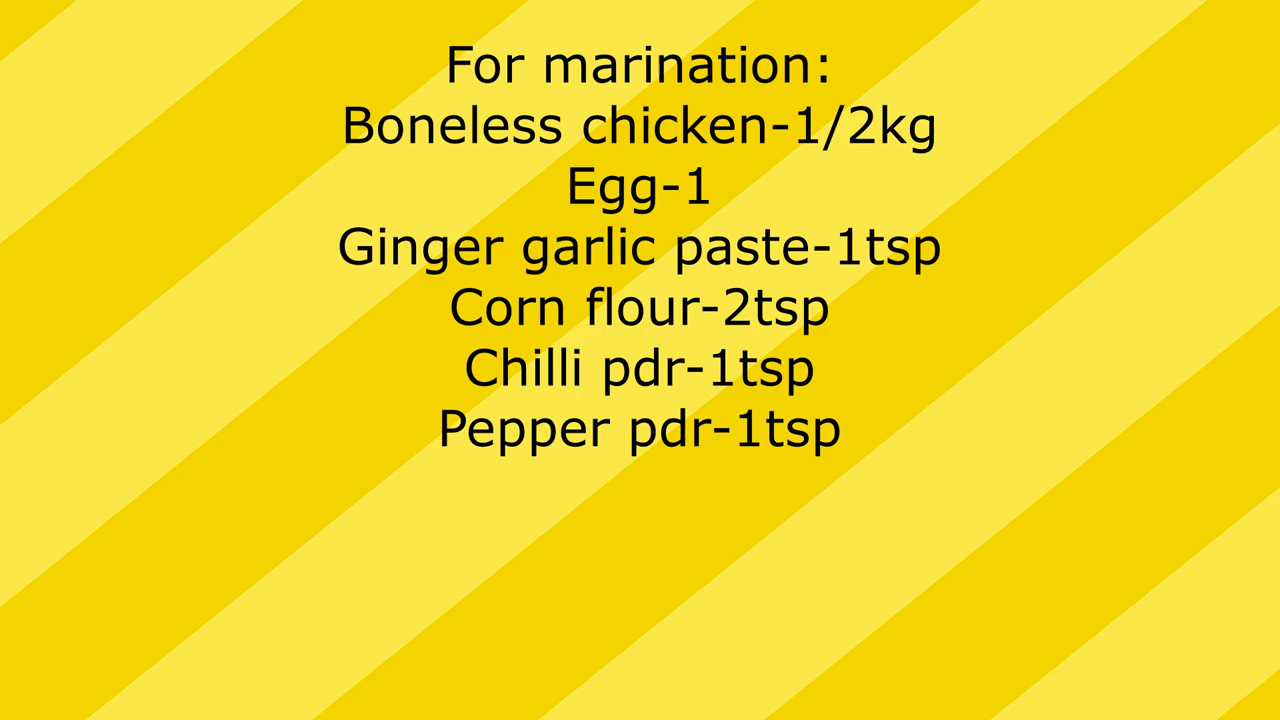 For marination:
Boneless chicken-1/2kg
Egg-1
Ginger garlic paste-1tsp
Corn flour-2tsp
Chilli pdr-1tsp
Pepper pdr-1tsp